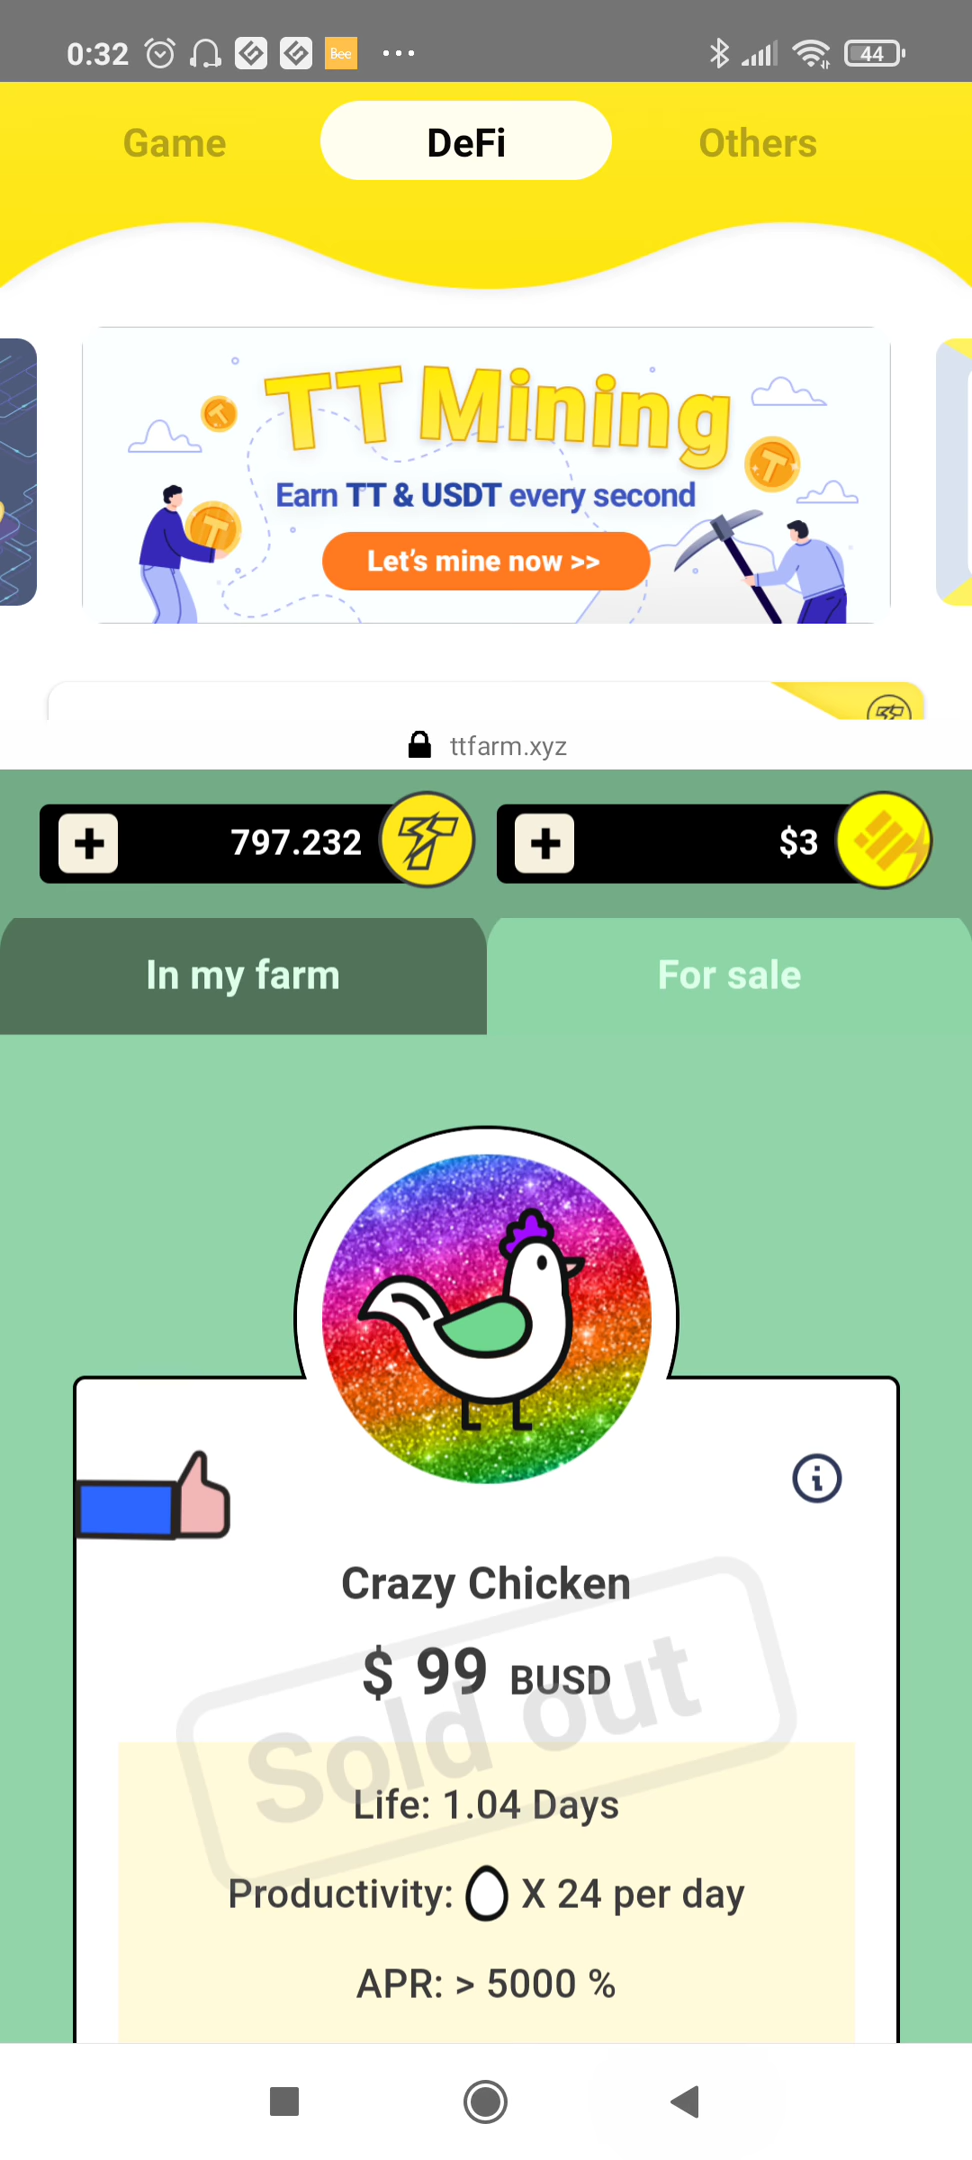 0:32
Bee
44
Game
DeFi
Others
TT Mining
Earn TT & USDT every second
Let's mine now >>
ttfarm.xyz
797.232
$3
In my farm
For sale
Crazy Chicken
$ 99 BUSD
Sold out
Life: 1.04 Days
Productivity: X 24 per day
APR: > 5000 %